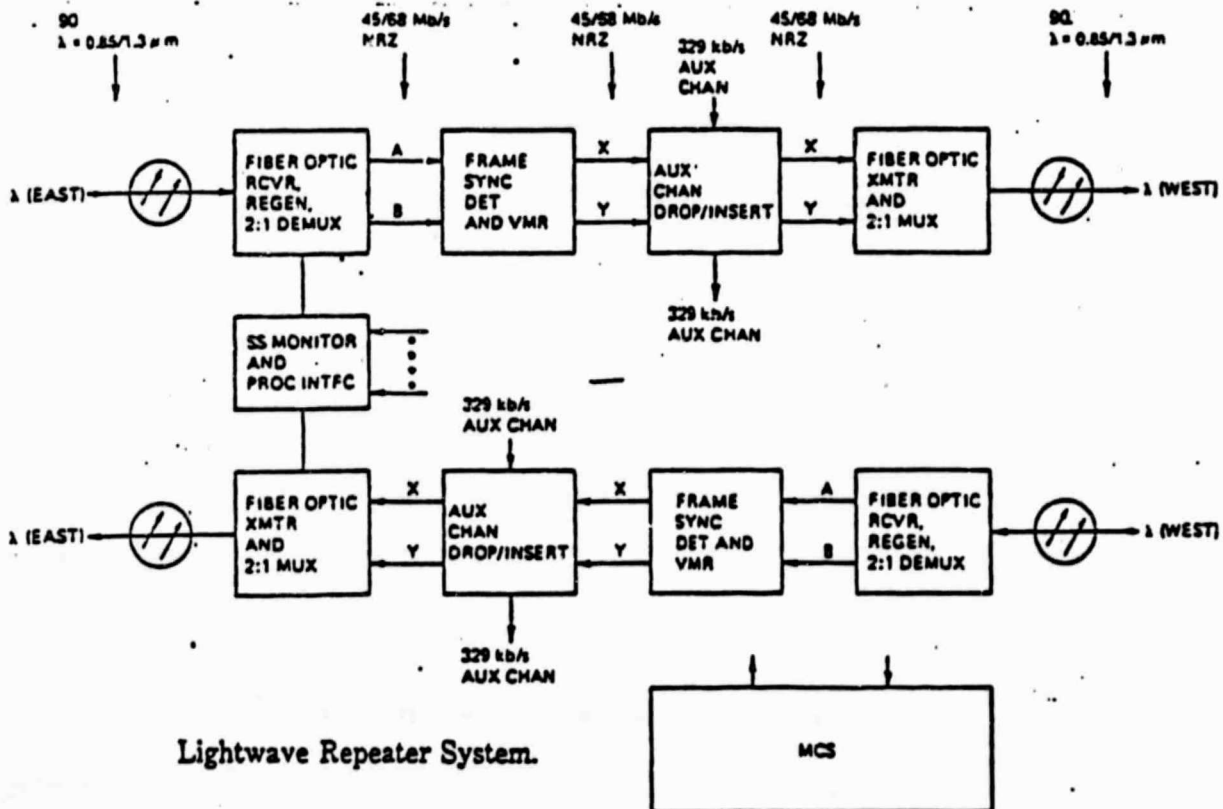 90
λ = 0.85/1.3 μm
45/68 Mb/s
NRZ
45/68 Mb/s
NRZ
329 kb/s
AUX
CHAN
45/68 Mb/s
NRZ
90
λ = 0.85/1.3 μm
λ (EAST)
FIBER OPTIC
RCVR,
REGEN,
2:1 DEMUX
A
B
FRAME
SYNC
DET
AND VMR
X
Y
AUX
CHAN
DROP/INSERT
X
Y
FIBER OPTIC
XMTR
AND
2:1 MUX
λ (WEST)
329 kb/s
AUX CHAN
SS MONITOR
AND
PROC INTFC
329 kb/s
AUX CHAN
λ (EAST)
FIBER OPTIC
XMTR
AND
2:1 MUX
X
Y
AUX
CHAN
DROP/INSERT
X
Y
FRAME
SYNC
DET AND
VMR
A
B
FIBER OPTIC
RCVR,
REGEN,
2:1 DEMUX
λ (WEST)
329 kb/s
AUX CHAN
MCS
Lightwave Repeater System.